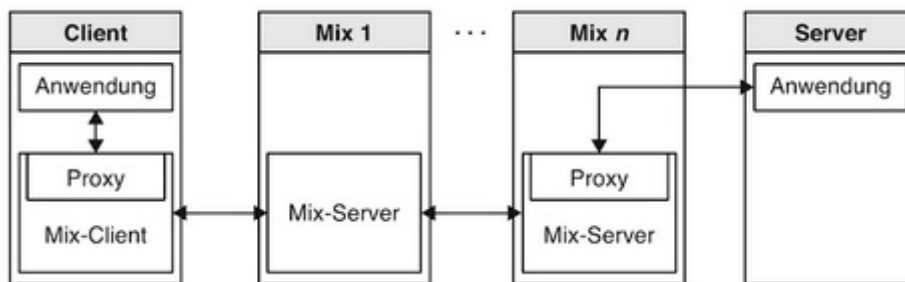 Client
Mix 1
. . .
Mix n
Server
Anwendung
Anwendung
Proxy
Proxy
Mix-Server
Mix-Client
Mix-Server